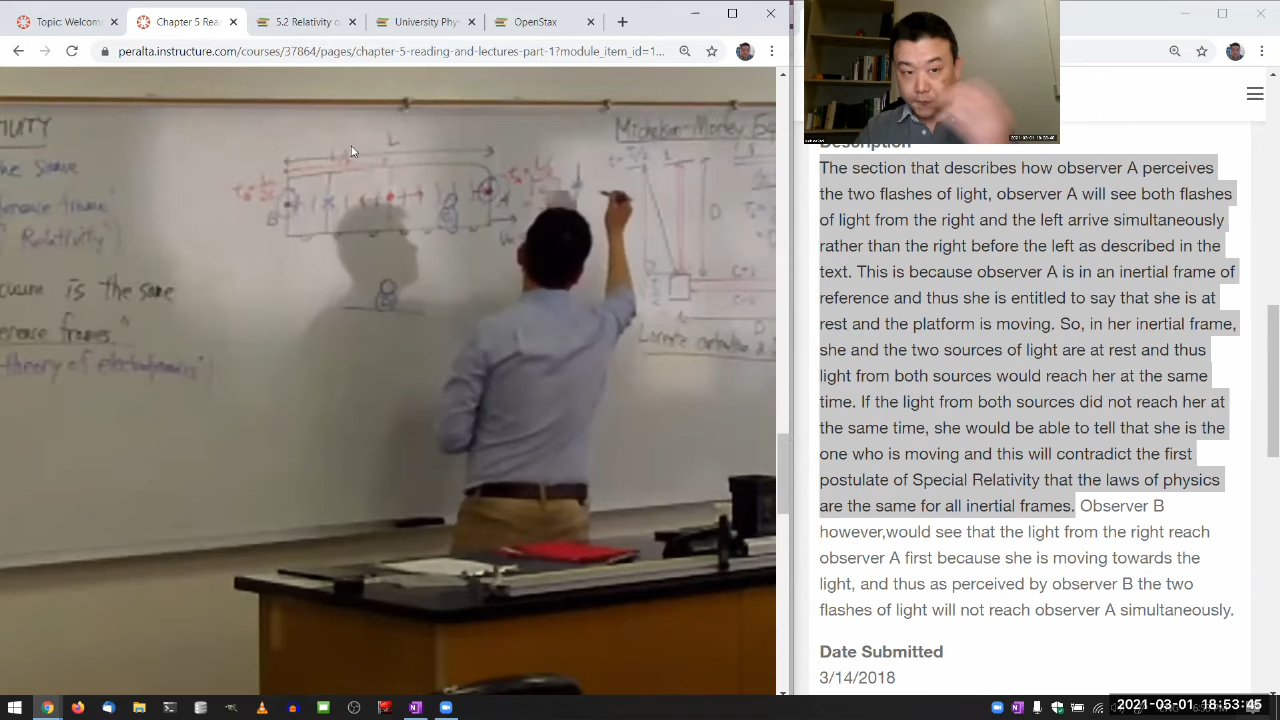 Topic Welcom
Chapter 5 Rea
5.2 Relativity o
University Phy
OpenStax
peralta.instructure.com/courses/37864/pages/chapter-5-reading-and-lectures-part-1?module_item_id=1...
the same
cuum is the same
erence frames"
L
D
Description
The section that describes how observer A perceives
the two flashes of light, observer A will see both flashes
of light from the right and the left arrive simultaneously
rather than the right before the left as described in the
text. This is because observer A is in an inertial frame of
reference and thus she is entitled to say that she is at
rest and the platform is moving. So, in her inertial frame,
she and the two sources of light are at rest and thus
light from both sources would reach her at the same
time. If the light from both sources did not reach her at
the same time, she would be able to tell that she is the
one who is moving and this will contradict the first
postulate of Special Relativity that the laws of physics
are the same for all inertial frames. Observer B
however,would see that the light from the right reach
observer A first because she is moving towards the
light, and thus as perceived by observer B the two
flashes of light will not reach observer A simultaneously.
Date Submitted
3/14/2018
2021-03-01 18:53:46
2021-03-01 18:53:45